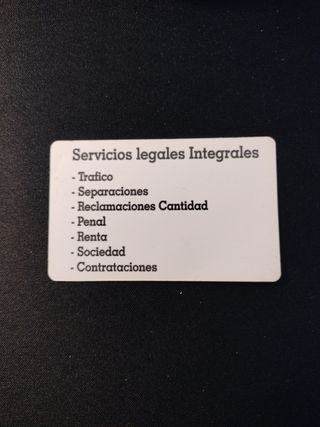 Servicios legales Integrales
- Trafico
- Separaciones
- Reclamaciones Cantidad
- Penal
- Renta
- Sociedad
- Contrataciones